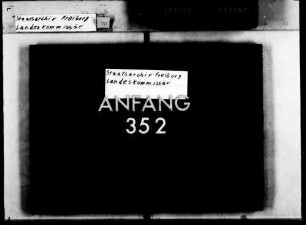 Staatsarchiv Freiburg
Landeskommissär
Staatsarchiv Freiburg
Landeskommissär
ANFANG
352